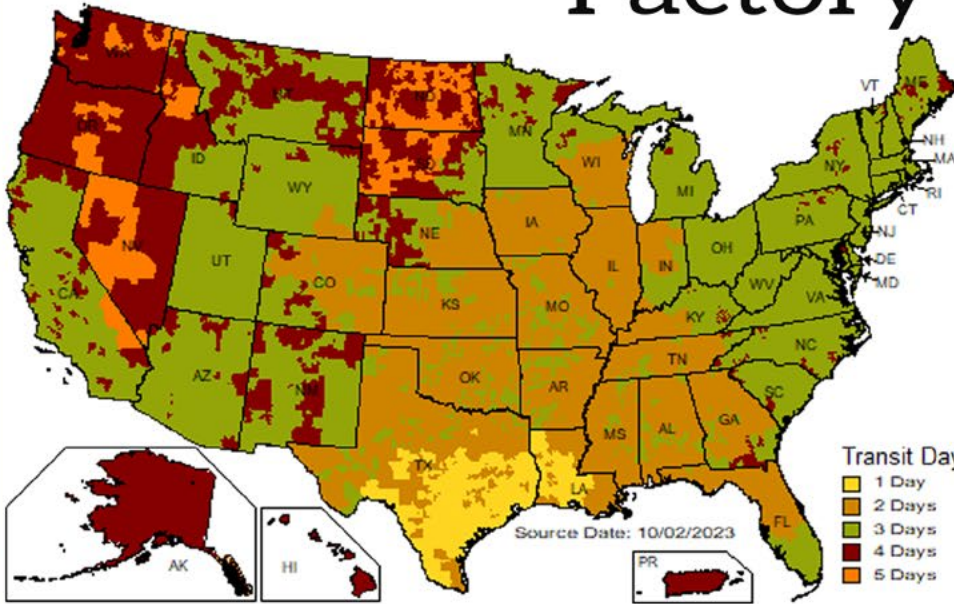 Factory
WA
OR
ID
MT
ND
SD
MN
WY
NV
CA
UT
AZ
CO
NM
NE
KS
OK
TX
IA
MO
AR
LA
WI
IL
IN
MI
OH
KY
TN
MS
AL
GA
FL
SC
NC
VA
WV
PA
NY
VT
ME
NH
MA
RI
CT
NJ
DE
MD
AK
HI
PR
Source Date: 10/02/2023
Transit Day
1 Day
2 Days
3 Days
4 Days
5 Days